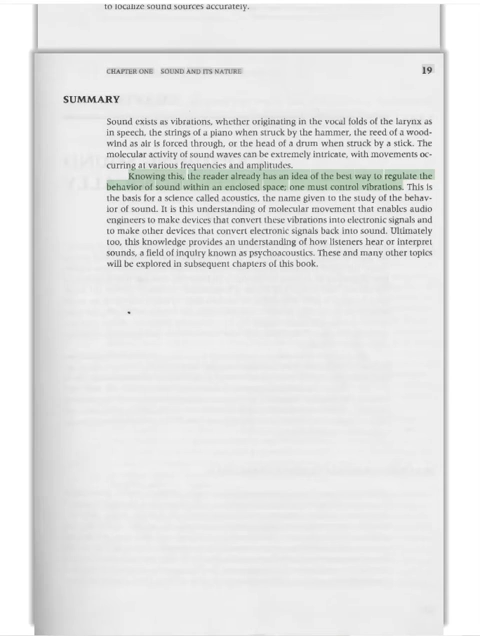 to localize sound sources accurately.
CHAPTER ONE SOUND AND ITS NATURE 19
SUMMARY
Sound exists as vibrations, whether originating in the vocal folds of the larynx as
in speech, the strings of a piano when struck by the hammer, the reed of a wood-
wind as air is forced through, or the head of a drum when struck by a stick. The
molecular activity of sound waves can be extremely intricate, with movements oc-
curring at various frequencies and amplitudes.
Knowing this, the reader already has an idea of the best way to regulate the
behavior of sound within an enclosed space; one must control vibrations. This is
the basis for a science called acoustics, the name given to the study of the behav-
ior of sound. It is this understanding of molecular movement that enables audio
engineers to make devices that convert these vibrations into electronic signals and
to make other devices that convert electronic signals back into sound. Ultimately
too, this knowledge provides an understanding of how listeners hear or interpret
sounds, a field of inquiry known as psychoacoustics. These and many other topics
will be explored in subsequent chapters of this book.